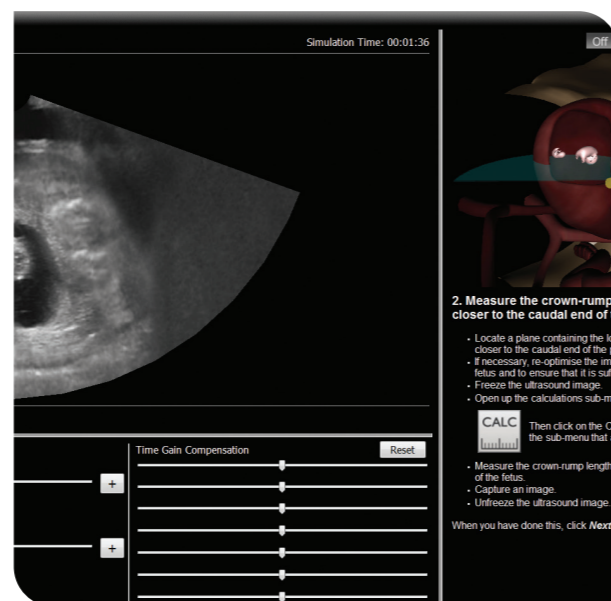 Simulation Time: 00:01:36
Off
2. Measure the crown-rump
closer to the caudal end of
• Locate a plane containing the
closer to the caudal end of the
• If necessary, re-optimise the
fetus and to ensure that it is
• Freeze the ultrasound image.
• Open up the calculations
CALC
Then click on the
the sub-menu that
• Measure the crown-rump length
of the fetus.
• Capture an image.
• Unfreeze the ultrasound image.
When you have done this, click Next
Time Gain Compensation
Reset
+
+